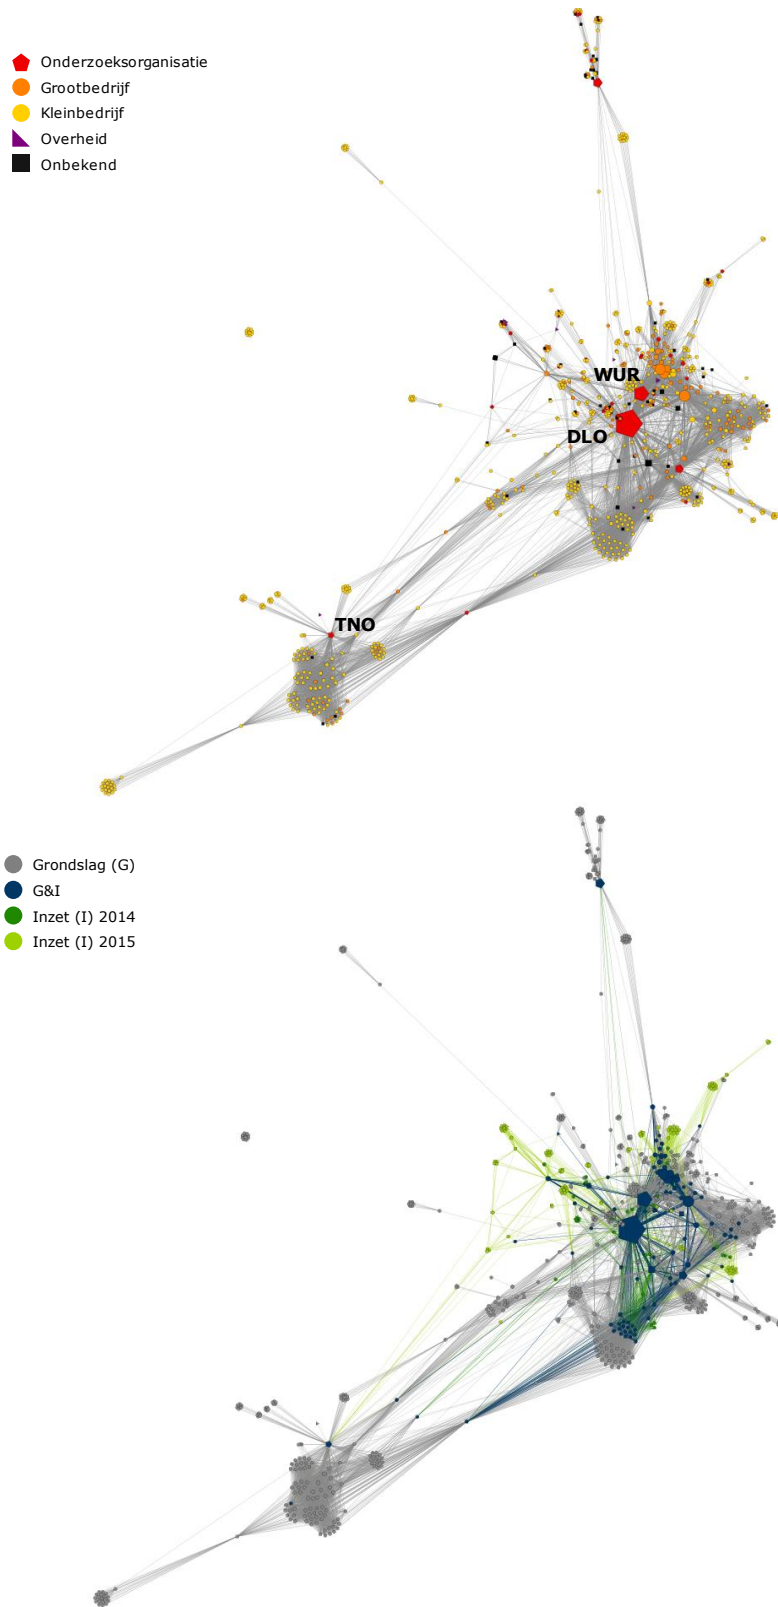 Onderzoeksorganisatie
Grootbedrijf
Kleinbedrijf
Overheid
Onbekend
WUR
DLO
TNO
Grondslag (G)
G&I
Inzet (I) 2014
Inzet (I) 2015